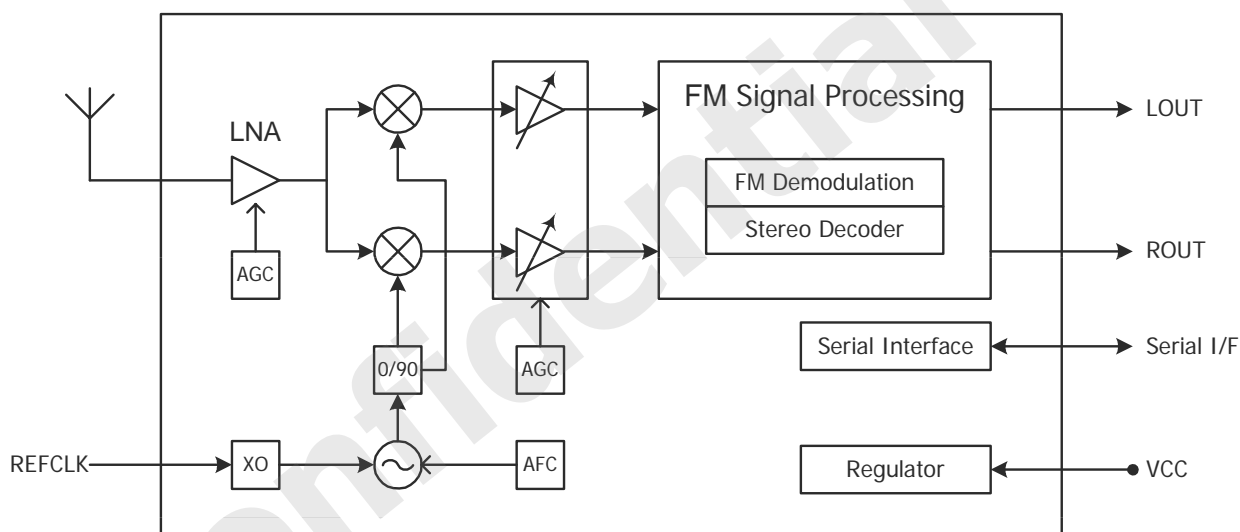 FM Signal Processing
LOUT
LNA
FM Demodulation
Stereo Decoder
ROUT
AGC
Serial Interface
Serial I/F
0/90
AGC
REFCLK
XO
AFC
Regulator
VCC
onfidential